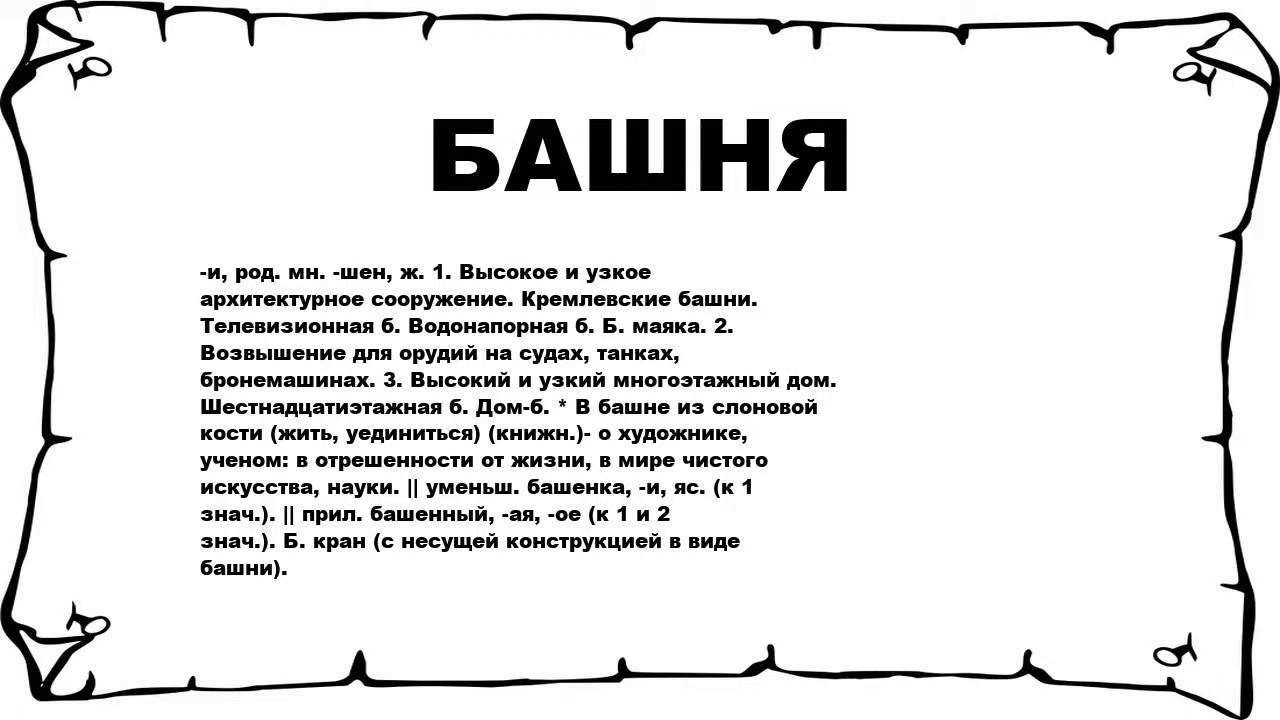 БАШНЯ
-и, род. мн. -шен, ж. 1. Высокое и узкое
архитектурное сооружение. Кремлевские башни.
Телевизионная б. Водонапорная б. Б. маяка. 2.
Возвышение для орудий на судах, танках,
бронемашинах. 3. Высокий и узкий многоэтажный дом.
Шестнадцатиэтажная б. Дом-б. * В башне из слоновой
кости (жить, уединиться) (книжн.)- о художнике,
ученом: в отрешенности от жизни, в мире чистого
искусства, науки. || уменьш. башенка, -и, яс. (к 1
знач.). || прил. башенный, -ая, -ое (к 1 и 2
знач.). Б. кран (с несущей конструкцией в виде
башни).